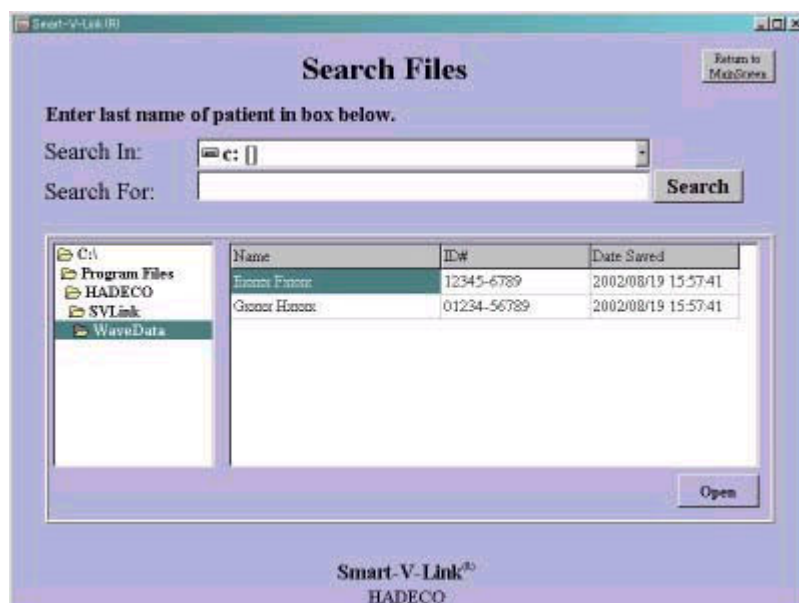 Smart-V-Link (R)
Search Files
Return to
MainScreen
Enter last name of patient in box below.
Search In:
c: []
Search For:
Search
C:\
Program Files
HADECO
SVLink
WaveData
Name ID# Date Saved
12345-6789 2002/08/19 15:57:41
01234-56789 2002/08/19 15:57:41
Open
Smart-V-Link(R)
HADECO